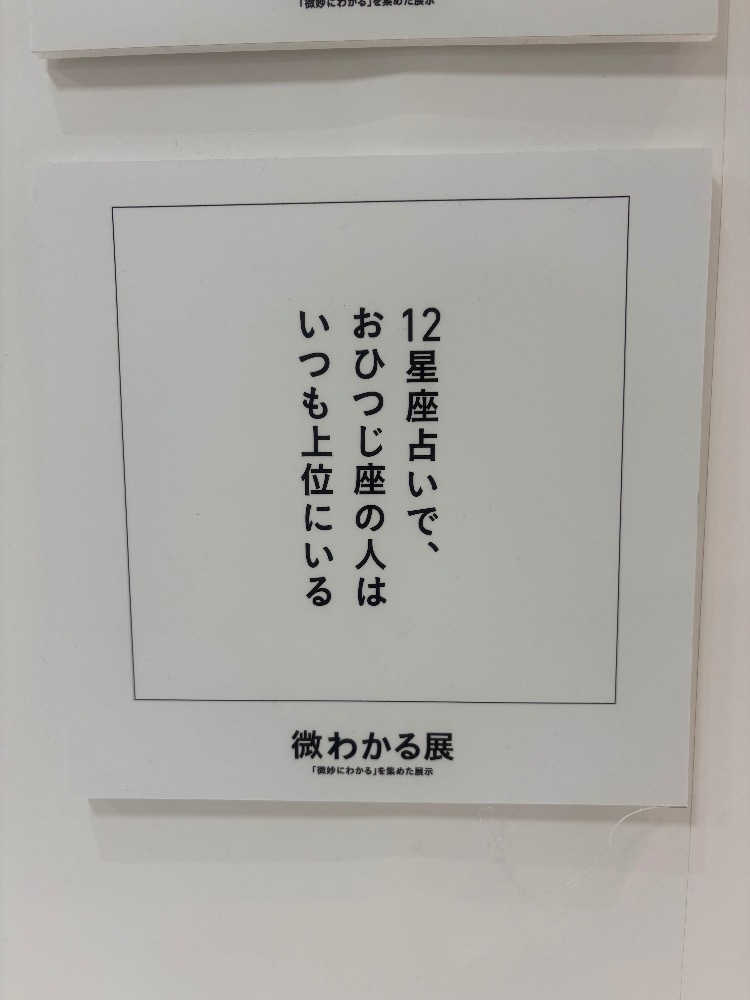 「微妙にわかる」を集めた展示
12星座占いで、
おひつじ座の人は
いつも上位にいる
微わかる展
「微妙にわかる」を集めた展示